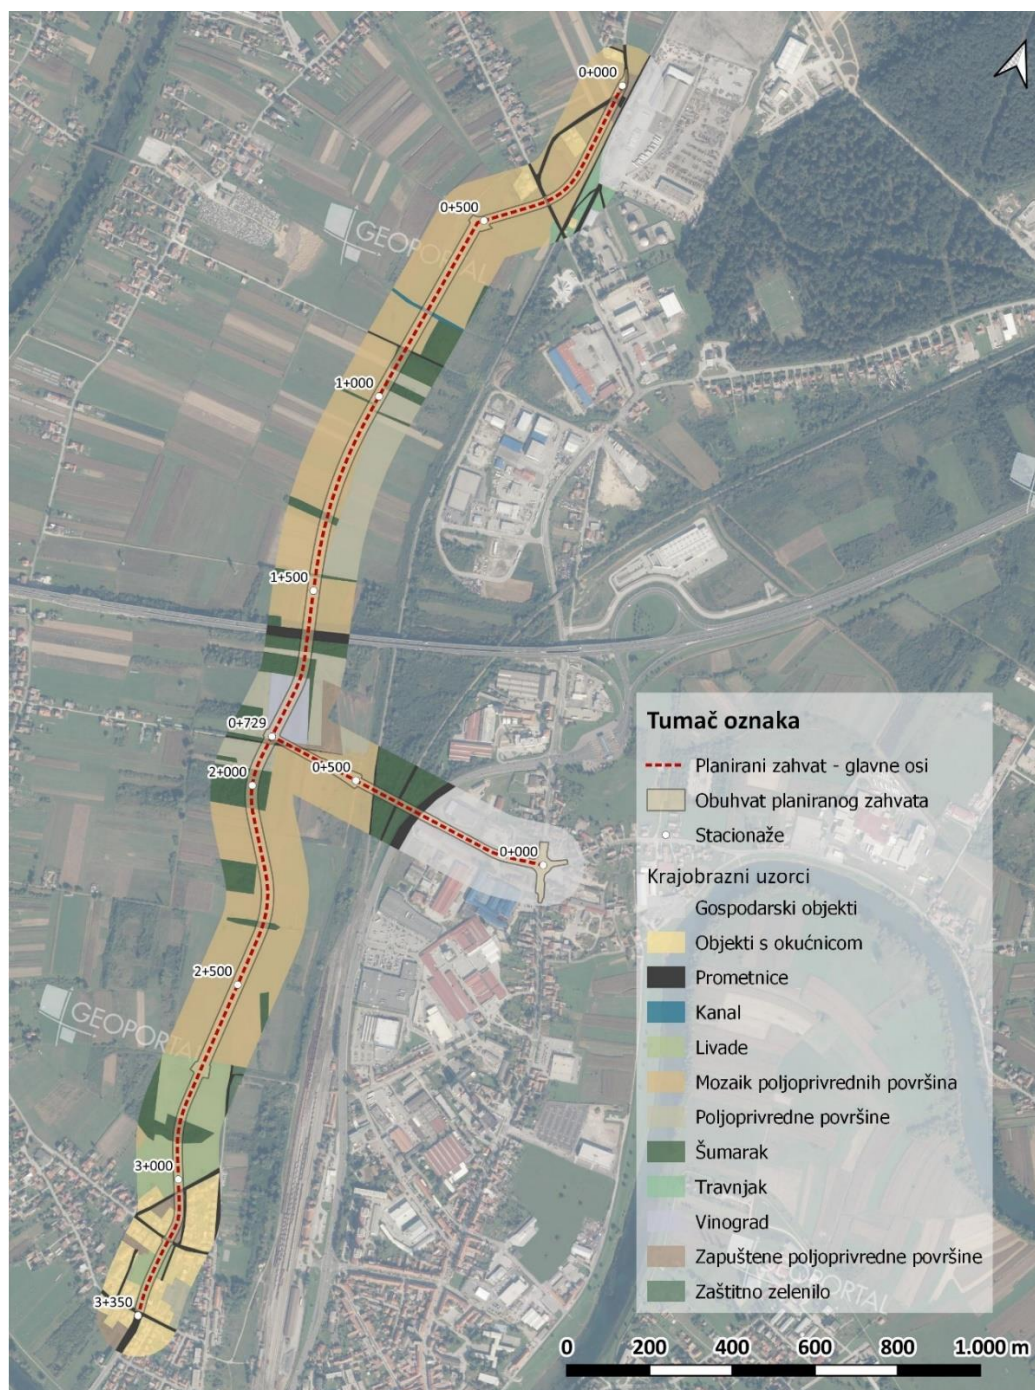 0+000
0+500
GEOPORTAL
1+000
1+500
0+729
2+000
0+500
0+000
2+500
GEOPORTAL
3+000
3+350
Tumač oznaka
Planirani zahvat - glavne osi
Obuhvat planiranog zahvata
Stacionaže
Krajobrazni uzorci
Gospodarski objekti
Objekti s okućnicom
Prometnice
Kanal
Livade
Mozaik poljoprivrednih površina
Poljoprivredne površine
Šumarak
Travnjak
Vinograd
Zapuštene poljoprivredne površine
Zaštitno zelenilo
GEOPORTAL
0 200 400 600 800 1.000 m